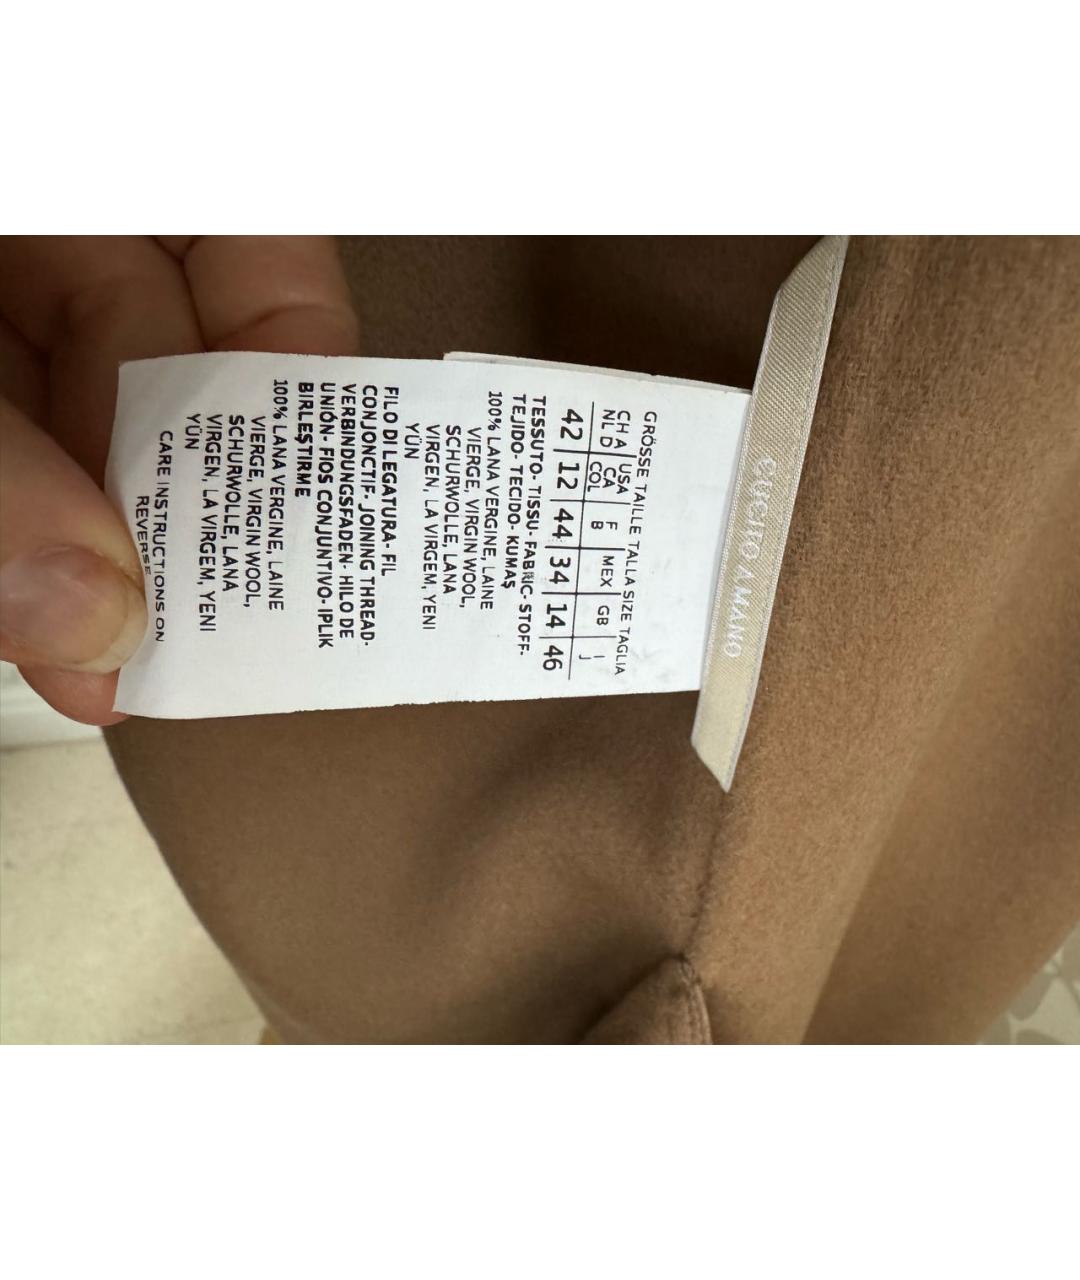 CUCITO A MANO
GRÖSSE TAILLE TALLA SIZE TAGLIA
CH A USA F MEX GB I
NL D CA B J
COL
42 12 44 34 14 46
TESSUTO- TISSU- FABRIC- STOFF-
TEJIDO- TECIDO- KUMAŞ
100% LANA VERGINE, LAINE
VIERGE, VIRGIN WOOL,
SCHURWOLLE, LANA
VIRGEN, LA VIRGEM, YENI
YÜN
FILO DI LEGATURA- FIL
CONJONCTIF- JOINING THREAD-
VERBINDUNGSFADEN- HILO DE
UNIÓN- FIOS CONJUNTIVO- IPLIK
BIRLEŞTIRME
100% LANA VERGINE, LAINE
VIERGE, VIRGIN WOOL,
SCHURWOLLE, LANA
VIRGEN, LA VIRGEM, YENI
YÜN
CARE INSTRUCTIONS ON
REVERSE